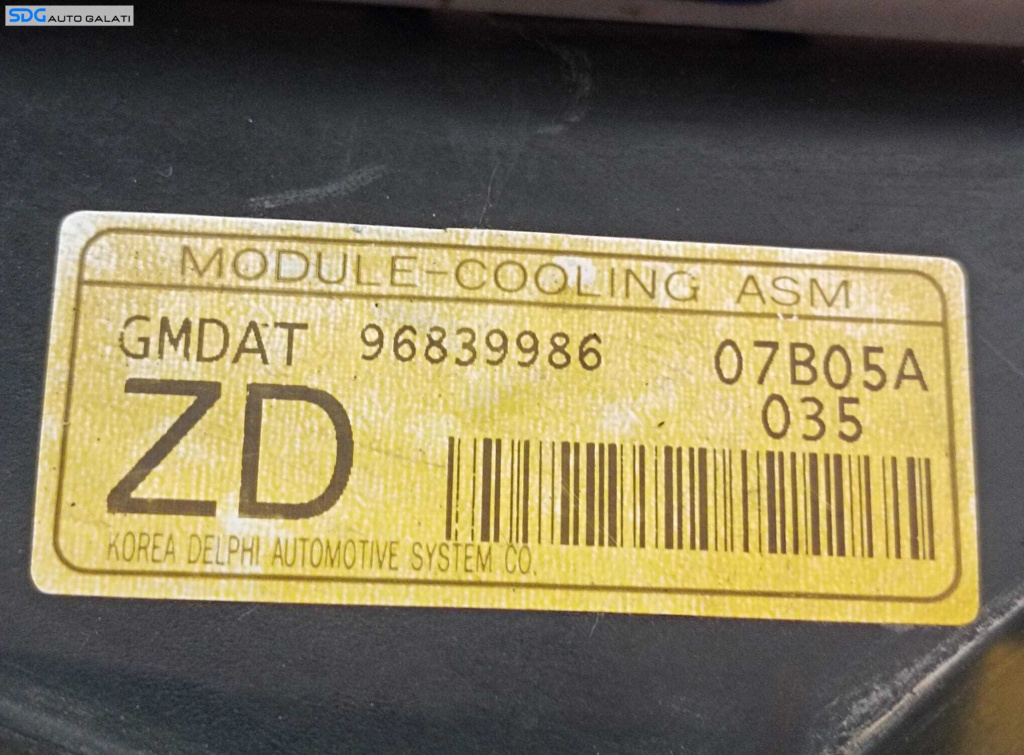 SDG AUTO GALATI
MODULE-COOLING ASM
GMDAT 96839986 07B05A
035
ZD
KOREA DELPHI AUTOMOTIVE SYSTEM CO.